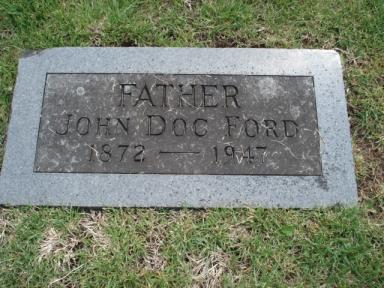 FATHER
JOHN DOC FORD
1872 — 1947